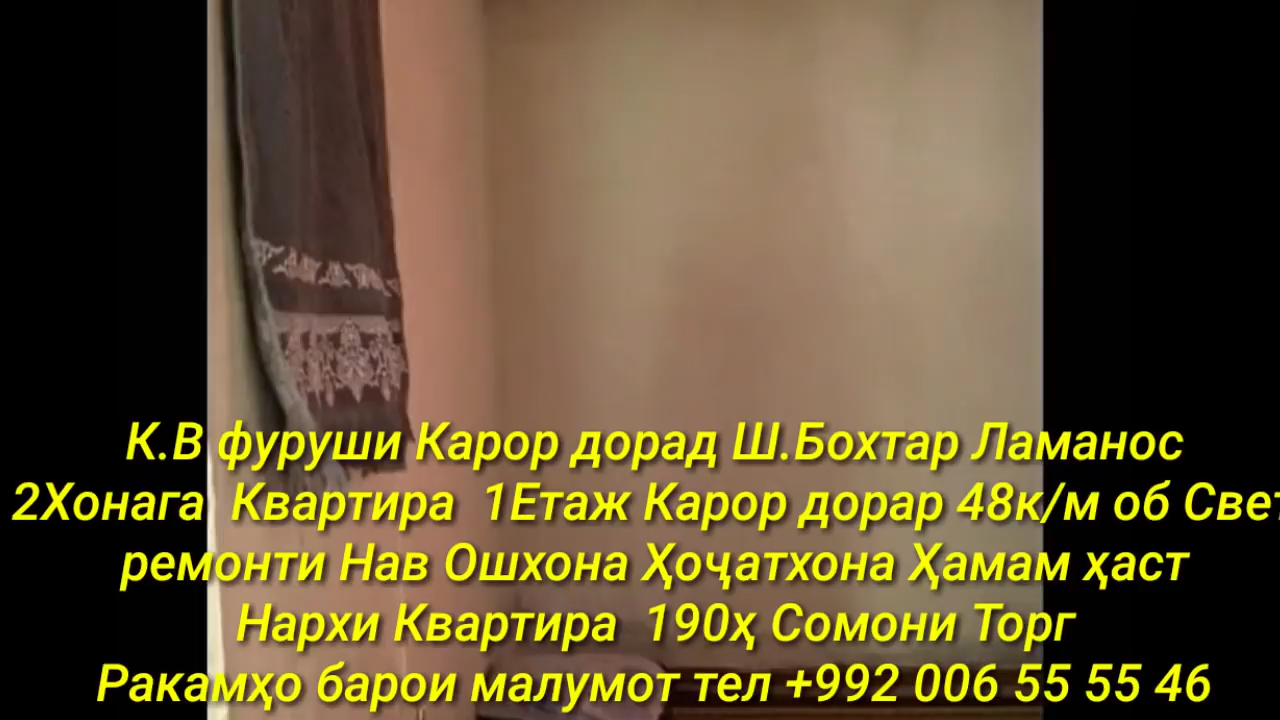 К.В фуруши Карор дорад Ш.Бохтар Ламанос
2Хонага Квартира 1Етаж Карор дорар 48к/м об Свет
ремонти Нав Ошхона Ҳоҷатхона Ҳамам ҳаст
Нархи Квартира 190ҳ Сомони Торг
Ракамҳо барои малумот тел +992 006 55 55 46